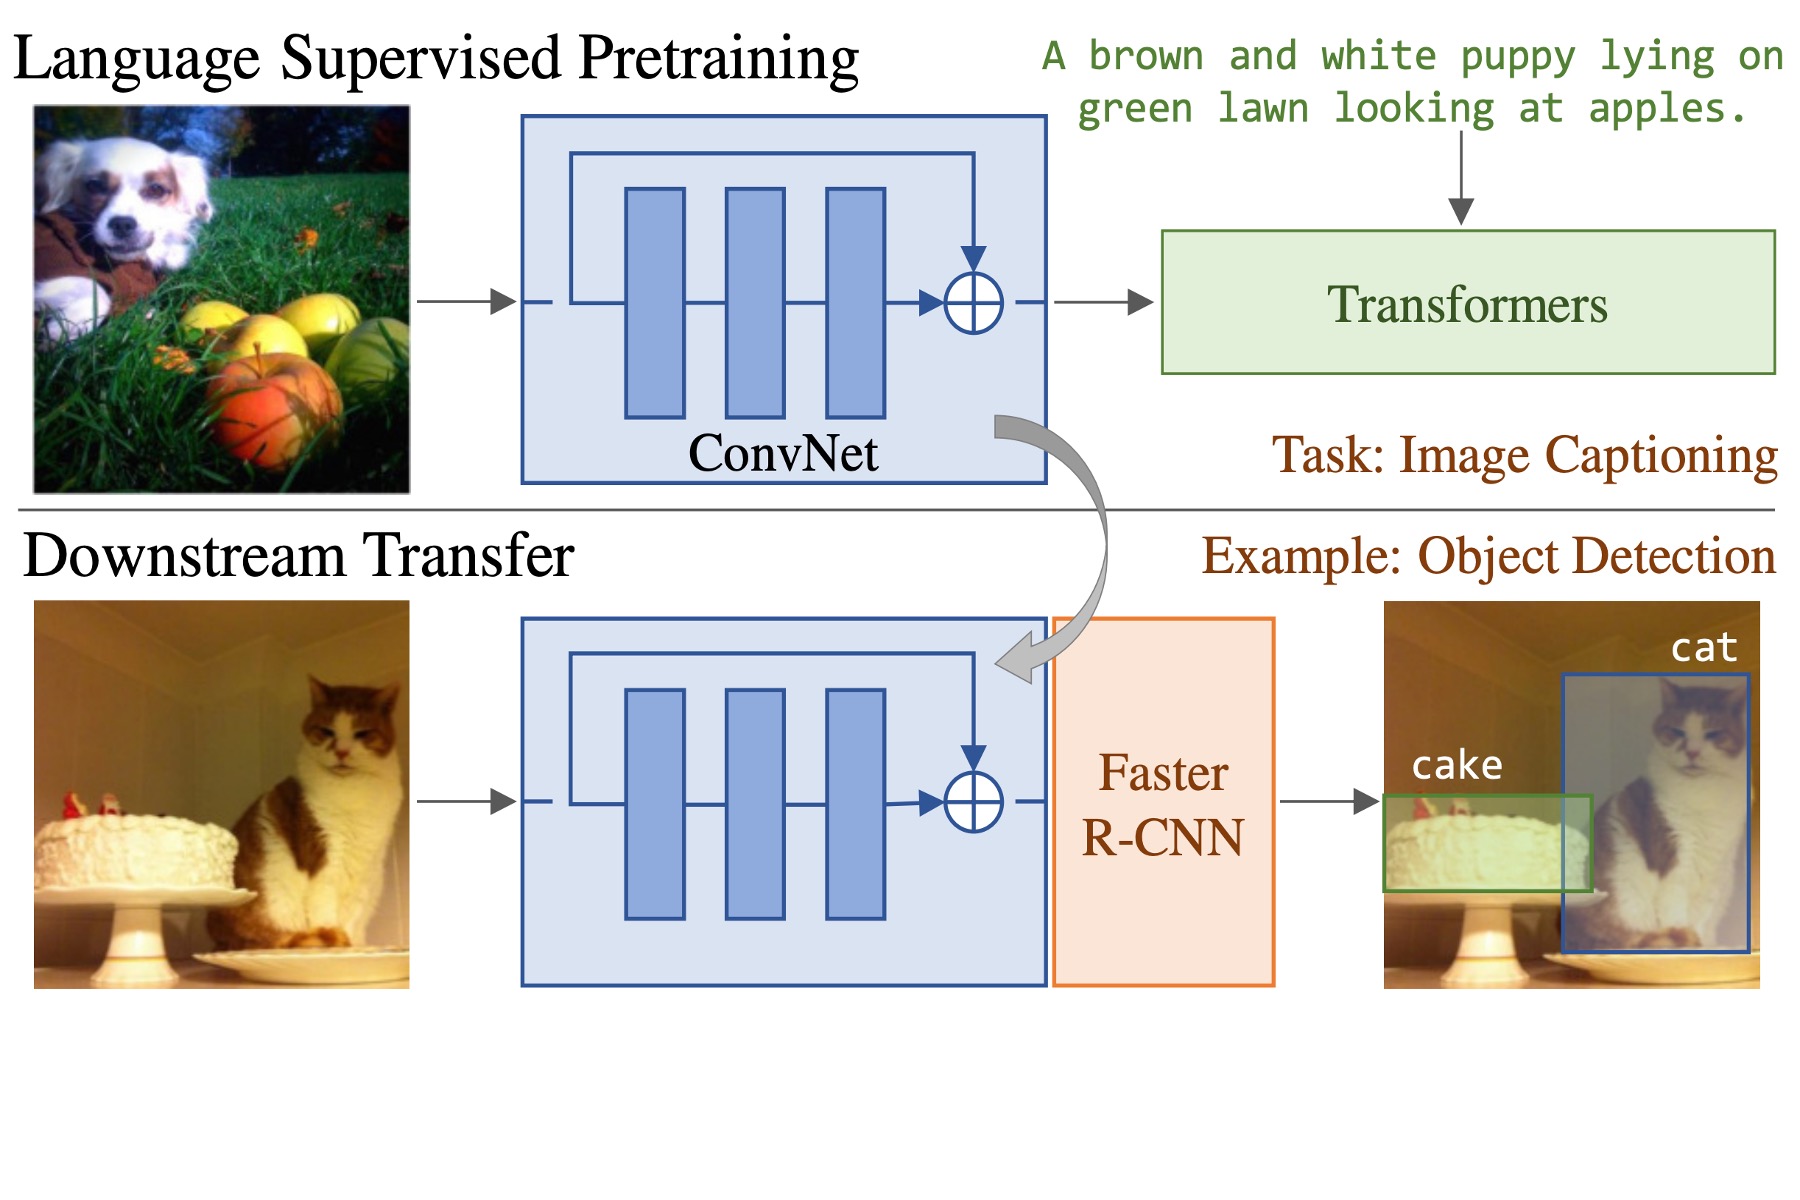 Language Supervised Pretraining
A brown and white puppy lying on
green lawn looking at apples.
Transformers
ConvNet
Task: Image Captioning
Downstream Transfer
Example: Object Detection
cat
cake
Faster
R-CNN